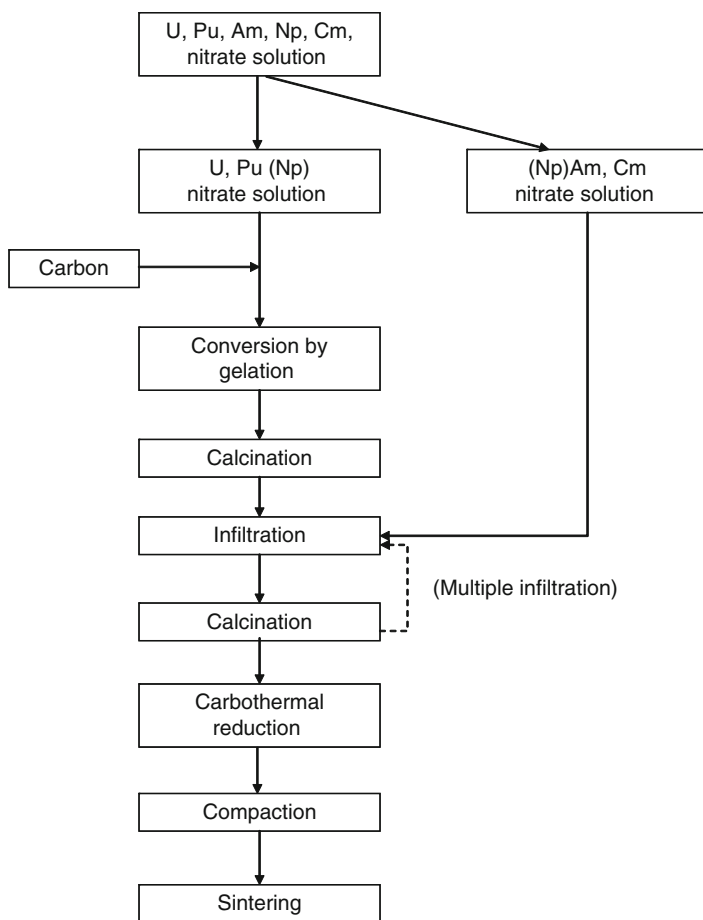 U, Pu, Am, Np, Cm,
nitrate solution
U, Pu (Np)
nitrate solution
(Np)Am, Cm
nitrate solution
Carbon
Conversion by
gelation
Calcination
Infiltration
(Multiple infiltration)
Calcination
Carbothermal
reduction
Compaction
Sintering